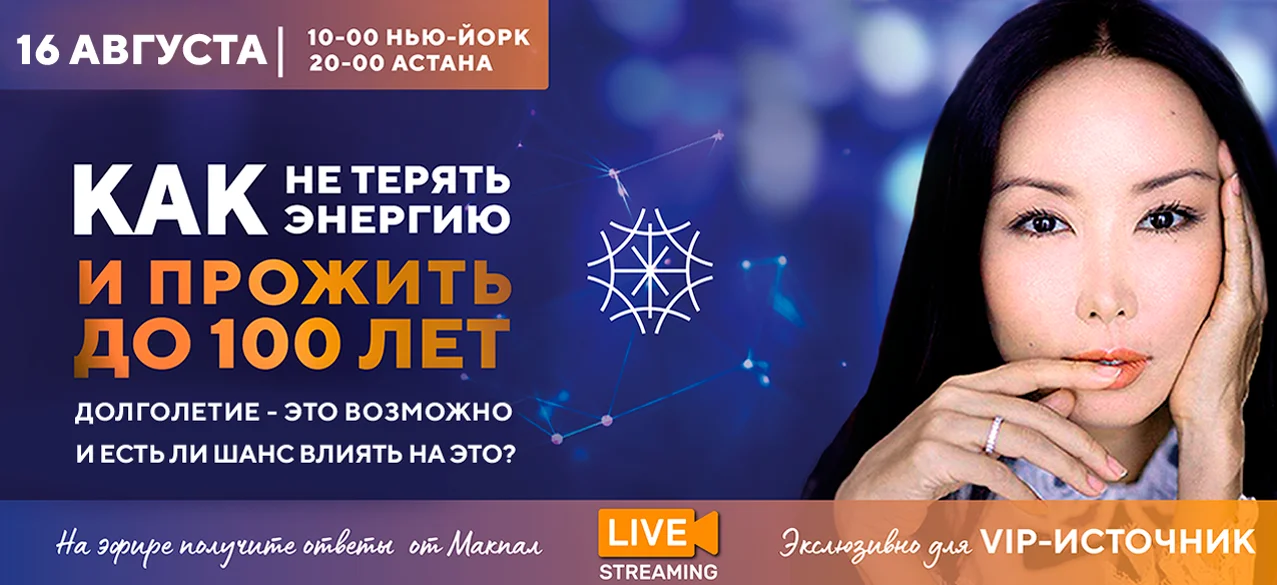 16 АВГУСТА
10-00 НЬЮ-ЙОРК
20-00 АСТАНА
КАК НЕ ТЕРЯТЬ
ЭНЕРГИЮ
И ПРОЖИТЬ
ДО 100 ЛЕТ
ДОЛГОЛЕТИЕ - ЭТО ВОЗМОЖНО
И ЕСТЬ ЛИ ШАНС ВЛИЯТЬ НА ЭТО?
На эфире получите ответы от Макпал
LIVE
STREAMING
Экслюзивно для VIP-ИСТОЧНИК